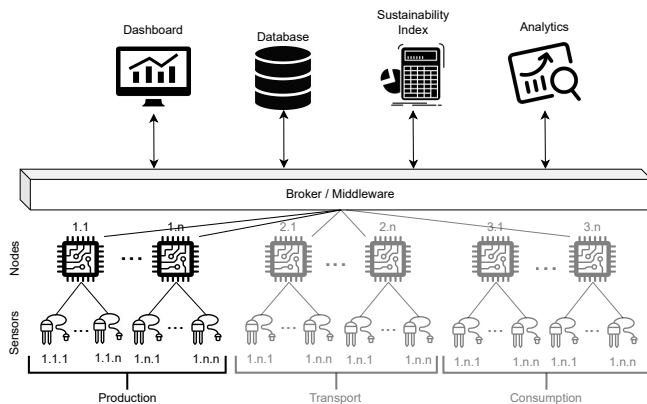 Dashboard
Database
Sustainability
Index
Analytics
Broker / Middleware
Nodes
1.1
...
1.n
2.1
...
2.n
3.1
...
3.n
Sensors
...
...
...
...
...
...
1.1.1 1.1.n 1.n.1 1.n.n
1.n.1 1.n.n 1.n.1 1.n.n
1.n.1 1.n.n 1.n.1 1.n.n
Production
Transport
Consumption